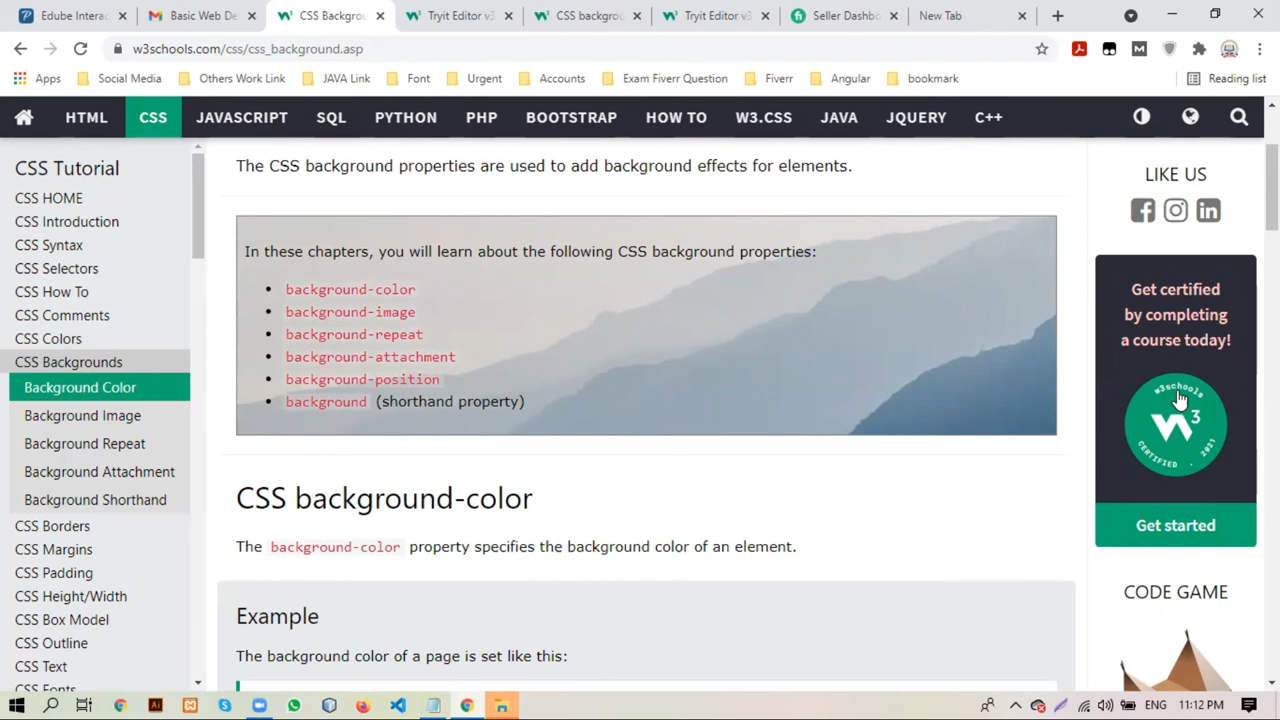 Edube Interac
Basic Web De
CSS Backgrou
Tryit Editor v3
CSS backgrou
Tryit Editor v3
Seller Dashbo
New Tab
w3schools.com/css/css_background.asp
Apps
Social Media
Others Work Link
JAVA Link
Font
Urgent
Accounts
Exam Fiverr Question
Fiverr
Angular
bookmark
Reading list
HTML
CSS
JAVASCRIPT
SQL
PYTHON
PHP
BOOTSTRAP
HOW TO
W3.CSS
JAVA
JQUERY
C++
CSS Tutorial
CSS HOME
CSS Introduction
CSS Syntax
CSS Selectors
CSS How To
CSS Comments
CSS Colors
CSS Backgrounds
Background Color
Background Image
Background Repeat
Background Attachment
Background Shorthand
CSS Borders
CSS Margins
CSS Padding
CSS Height/Width
CSS Box Model
CSS Outline
CSS Text
CSS Fonts
The CSS background properties are used to add background effects for elements.
In these chapters, you will learn about the following CSS background properties:
• background-color
• background-image
• background-repeat
• background-attachment
• background-position
• background (shorthand property)
CSS background-color
The background-color property specifies the background color of an element.
Example
The background color of a page is set like this:
LIKE US
Get certified
by completing
a course today!
w3schools
W3
CERTIFIED . 2021
Get started
CODE GAME
ENG
11:12 PM